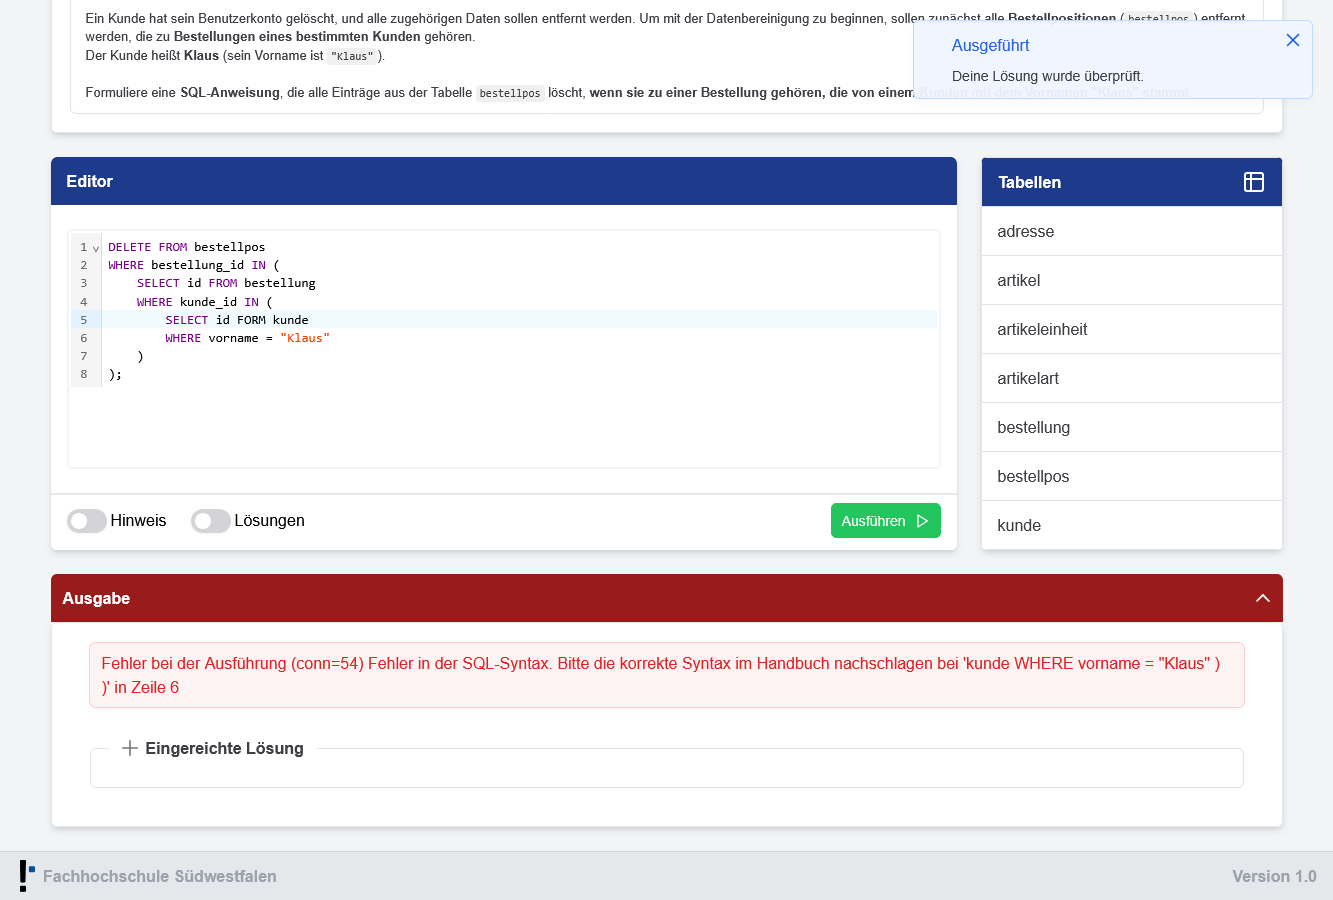 Ein Kunde hat sein Benutzerkonto gelöscht, und alle zugehörigen Daten sollen entfernt werden. Um mit der Datenbereinigung zu beginnen, sollen zunächst alle Bestellpositionen ( bestellpos ) entfernt
werden, die zu Bestellungen eines bestimmten Kunden gehören.
Der Kunde heißt Klaus (sein Vorname ist "Klaus" ).
Formuliere eine SQL-Anweisung, die alle Einträge aus der Tabelle bestellpos löscht, wenn sie zu einer Bestellung gehören, die von einem Kunden mit dem Vornamen "Klaus" stammt.
Ausgeführt
Deine Lösung wurde überprüft.
Editor
1 DELETE FROM bestellpos
2 WHERE bestellung_id IN (
3 SELECT id FROM bestellung
4 WHERE kunde_id IN (
5 SELECT id FORM kunde
6 WHERE vorname = "Klaus"
7 )
8 );
Hinweis
Lösungen
Ausführen
Tabellen
adresse
artikel
artikeleinheit
artikelart
bestellung
bestellpos
kunde
Ausgabe
Fehler bei der Ausführung (conn=54) Fehler in der SQL-Syntax. Bitte die korrekte Syntax im Handbuch nachschlagen bei 'kunde WHERE vorname = "Klaus" )
)' in Zeile 6
Eingereichte Lösung
Fachhochschule Südwestfalen
Version 1.0